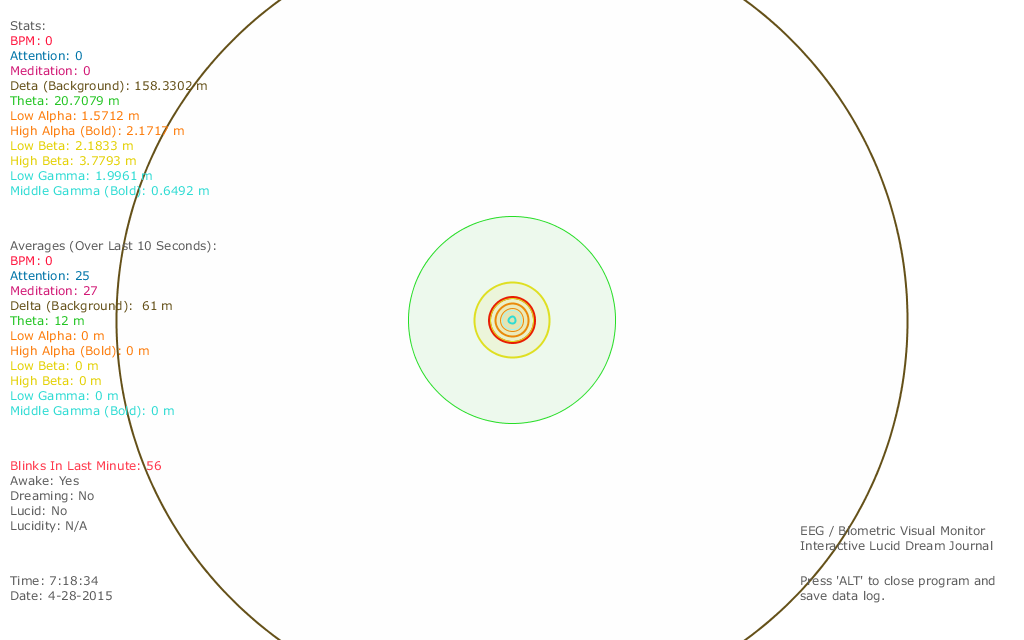 Stats:
BPM: 0
Attention: 0
Meditation: 0
Deta (Background): 158.3302 m
Theta: 20.7079 m
Low Alpha: 1.5712 m
High Alpha (Bold): 2.1717 m
Low Beta: 2.1833 m
High Beta: 3.7793 m
Low Gamma: 1.9961 m
Middle Gamma (Bold): 0.6492 m
Averages (Over Last 10 Seconds):
BPM: 0
Attention: 25
Meditation: 27
Delta (Background): 61 m
Theta: 12 m
Low Alpha: 0 m
High Alpha (Bold): 0 m
Low Beta: 0 m
High Beta: 0 m
Low Gamma: 0 m
Middle Gamma (Bold): 0 m
Blinks In Last Minute: 56
Awake: Yes
Dreaming: No
Lucid: No
Lucidity: N/A
Time: 7:18:34
Date: 4-28-2015
EEG / Biometric Visual Monitor
Interactive Lucid Dream Journal
Press 'ALT' to close program and
save data log.